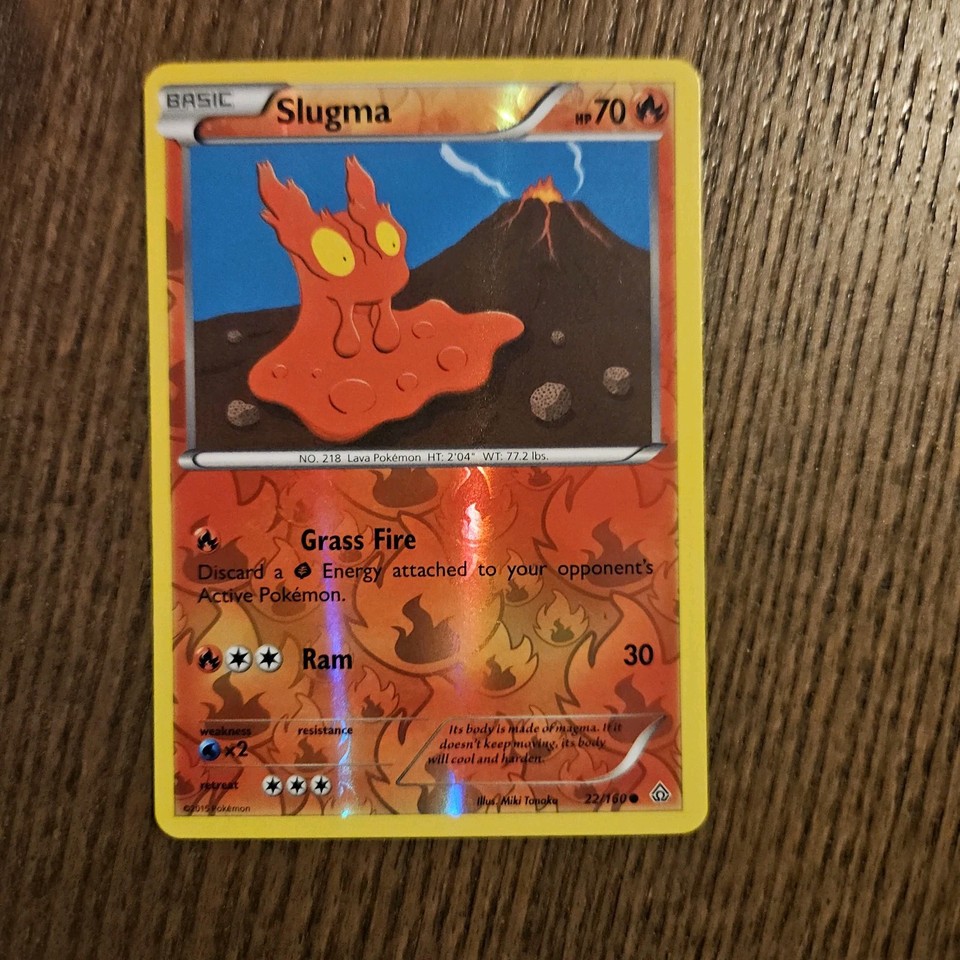 BASIC Slugma HP70
NO. 218 Lava Pokémon HT: 2'04" WT: 77.2 lbs.
Grass Fire
Discard a Energy attached to your opponent's
Active Pokémon.
Ram 30
weakness resistance
x2
retreat
Its body is made of magma. If it
doesn't keep moving, its body
will cool and harden.
©2015 Pokémon
Illus. Miki Tanaka 22/160